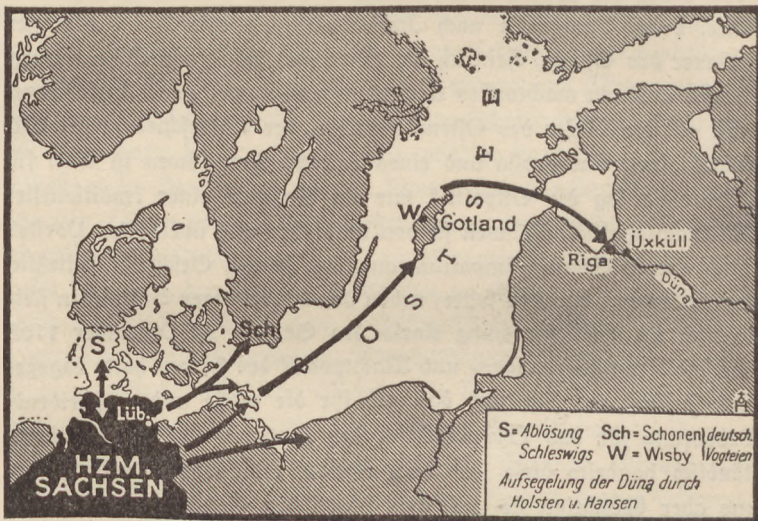 S
Lüb.
HZM.
SACHSEN
Sch.
W
Gotland
O S T S E E
Riga
Üxküll
Düna
S = Ablösung
Schleswigs
Sch = Schonen
W = Wisby
deutsch.
Vogteien
Aufsegelung der Düna durch
Holsten u. Hansen